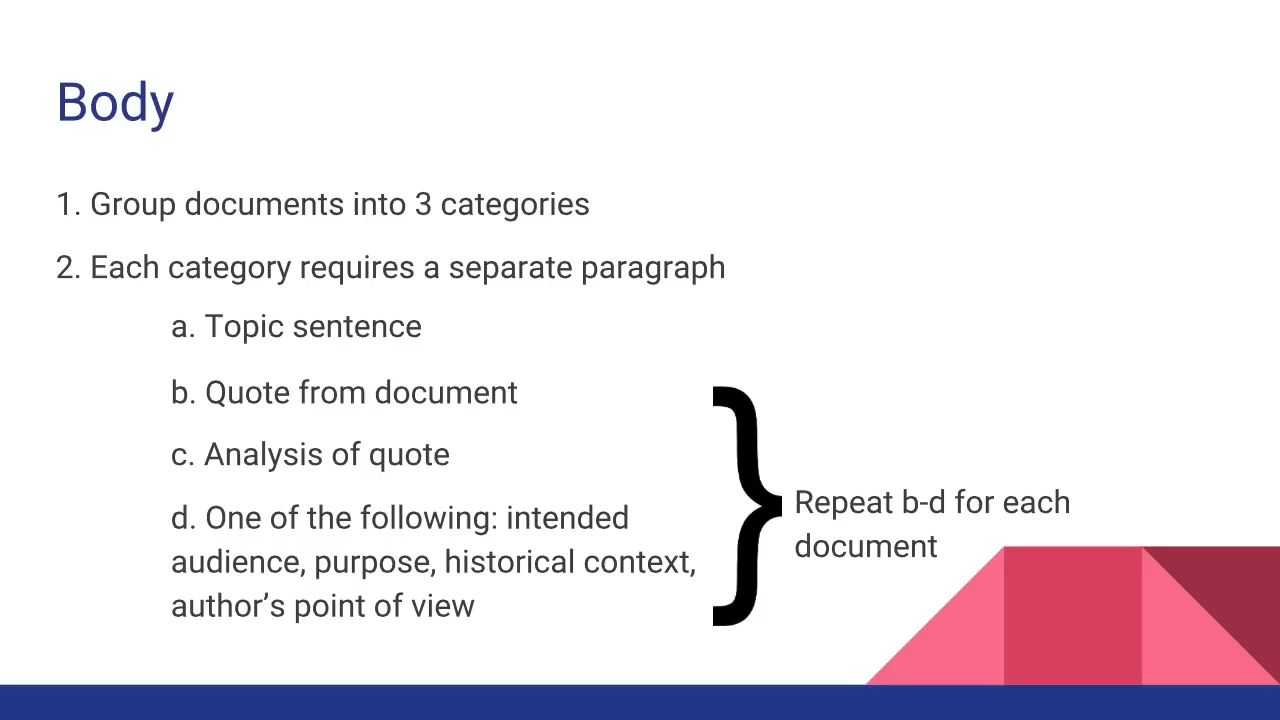 Body
1. Group documents into 3 categories
2. Each category requires a separate paragraph
a. Topic sentence
b. Quote from document
c. Analysis of quote
d. One of the following: intended
audience, purpose, historical context,
author’s point of view
Repeat b-d for each
document